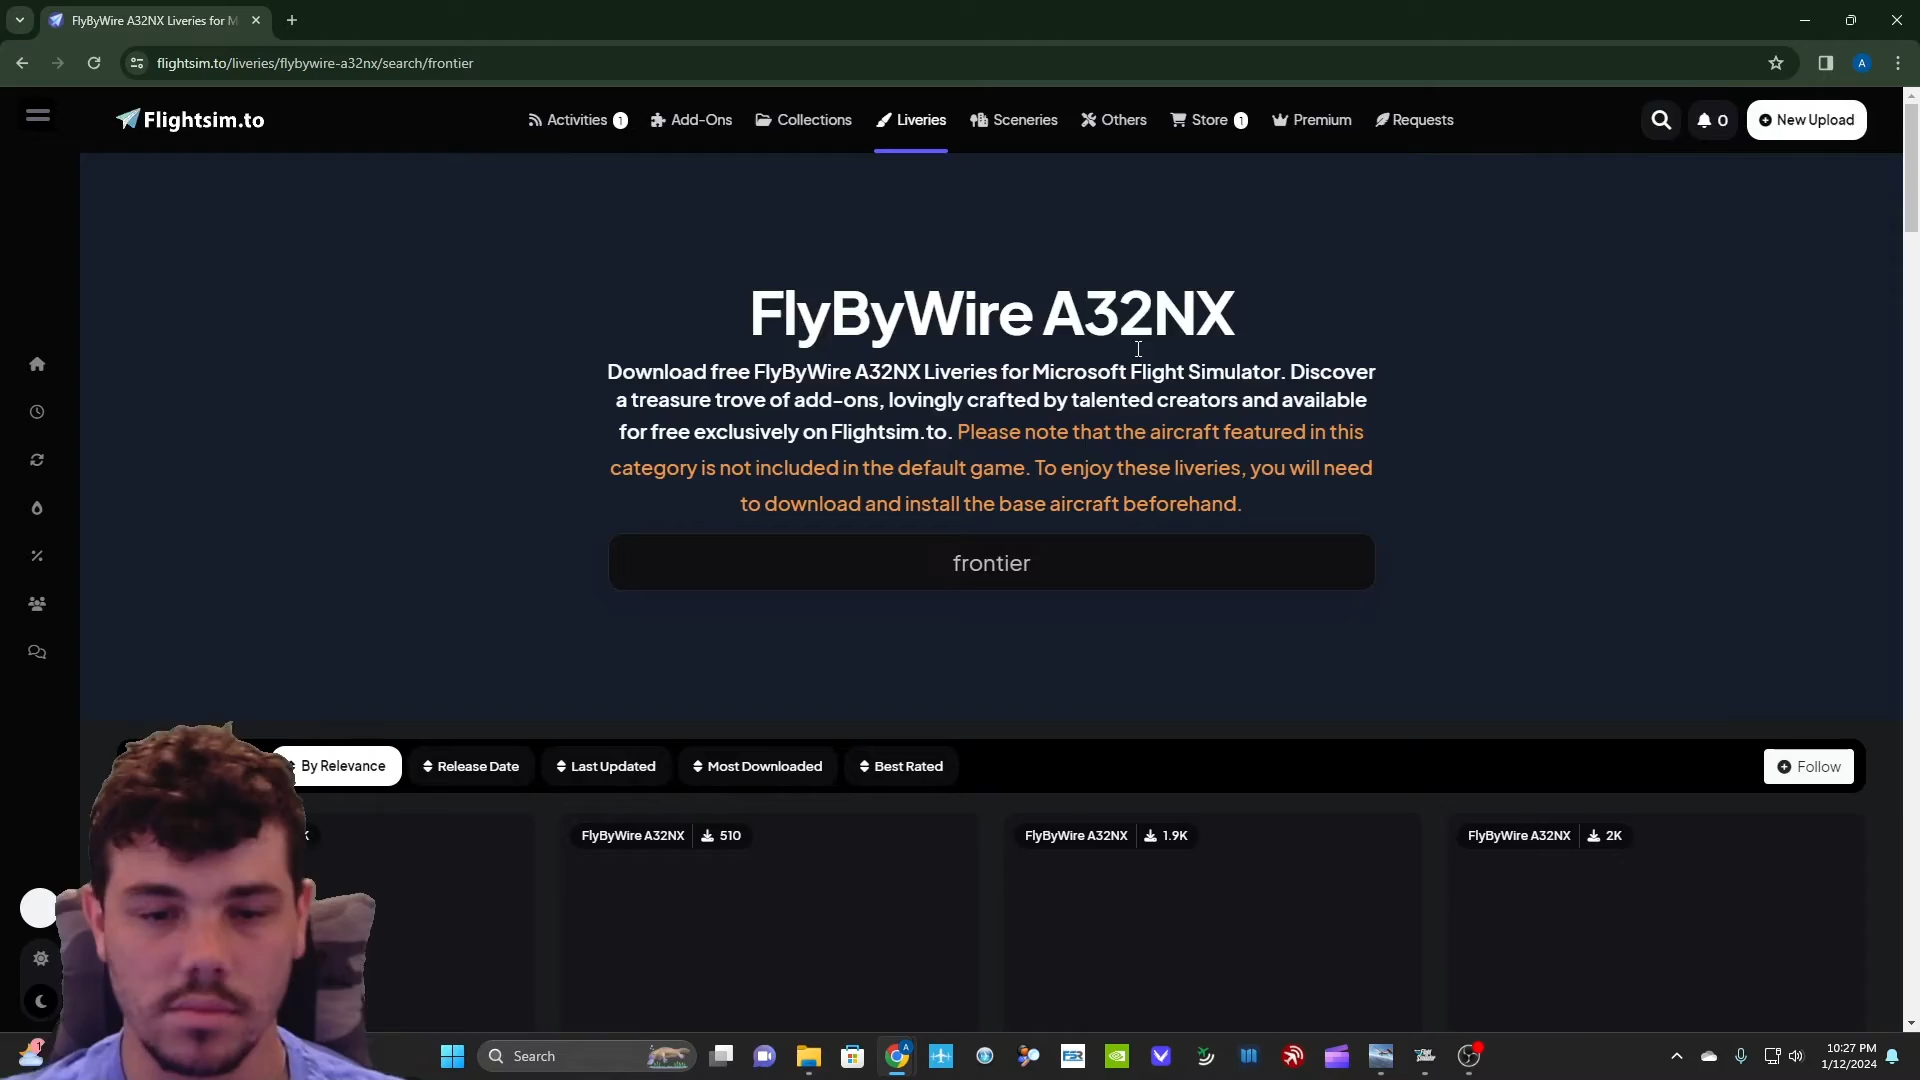 FlyByWire A32NX Liveries for M
flightsim.to/liveries/flybywire-a32nx/search/frontier
A
Flightsim.to
Activities 1
Add-Ons
Collections
Liveries
Sceneries
Others
Store 1
Premium
Requests
0
New Upload
FlyByWire A32NX
Download free FlyByWire A32NX Liveries for Microsoft Flight Simulator. Discover
a treasure trove of add-ons, lovingly crafted by talented creators and available
for free exclusively on Flightsim.to. Please note that the aircraft featured in this
category is not included in the default game. To enjoy these liveries, you will need
to download and install the base aircraft beforehand.
frontier
By Relevance
Release Date
Last Updated
Most Downloaded
Best Rated
Follow
K
FlyByWire A32NX 510
FlyByWire A32NX 1.9K
FlyByWire A32NX 2K
1
Search
A
FSR
10:27 PM
1/12/2024